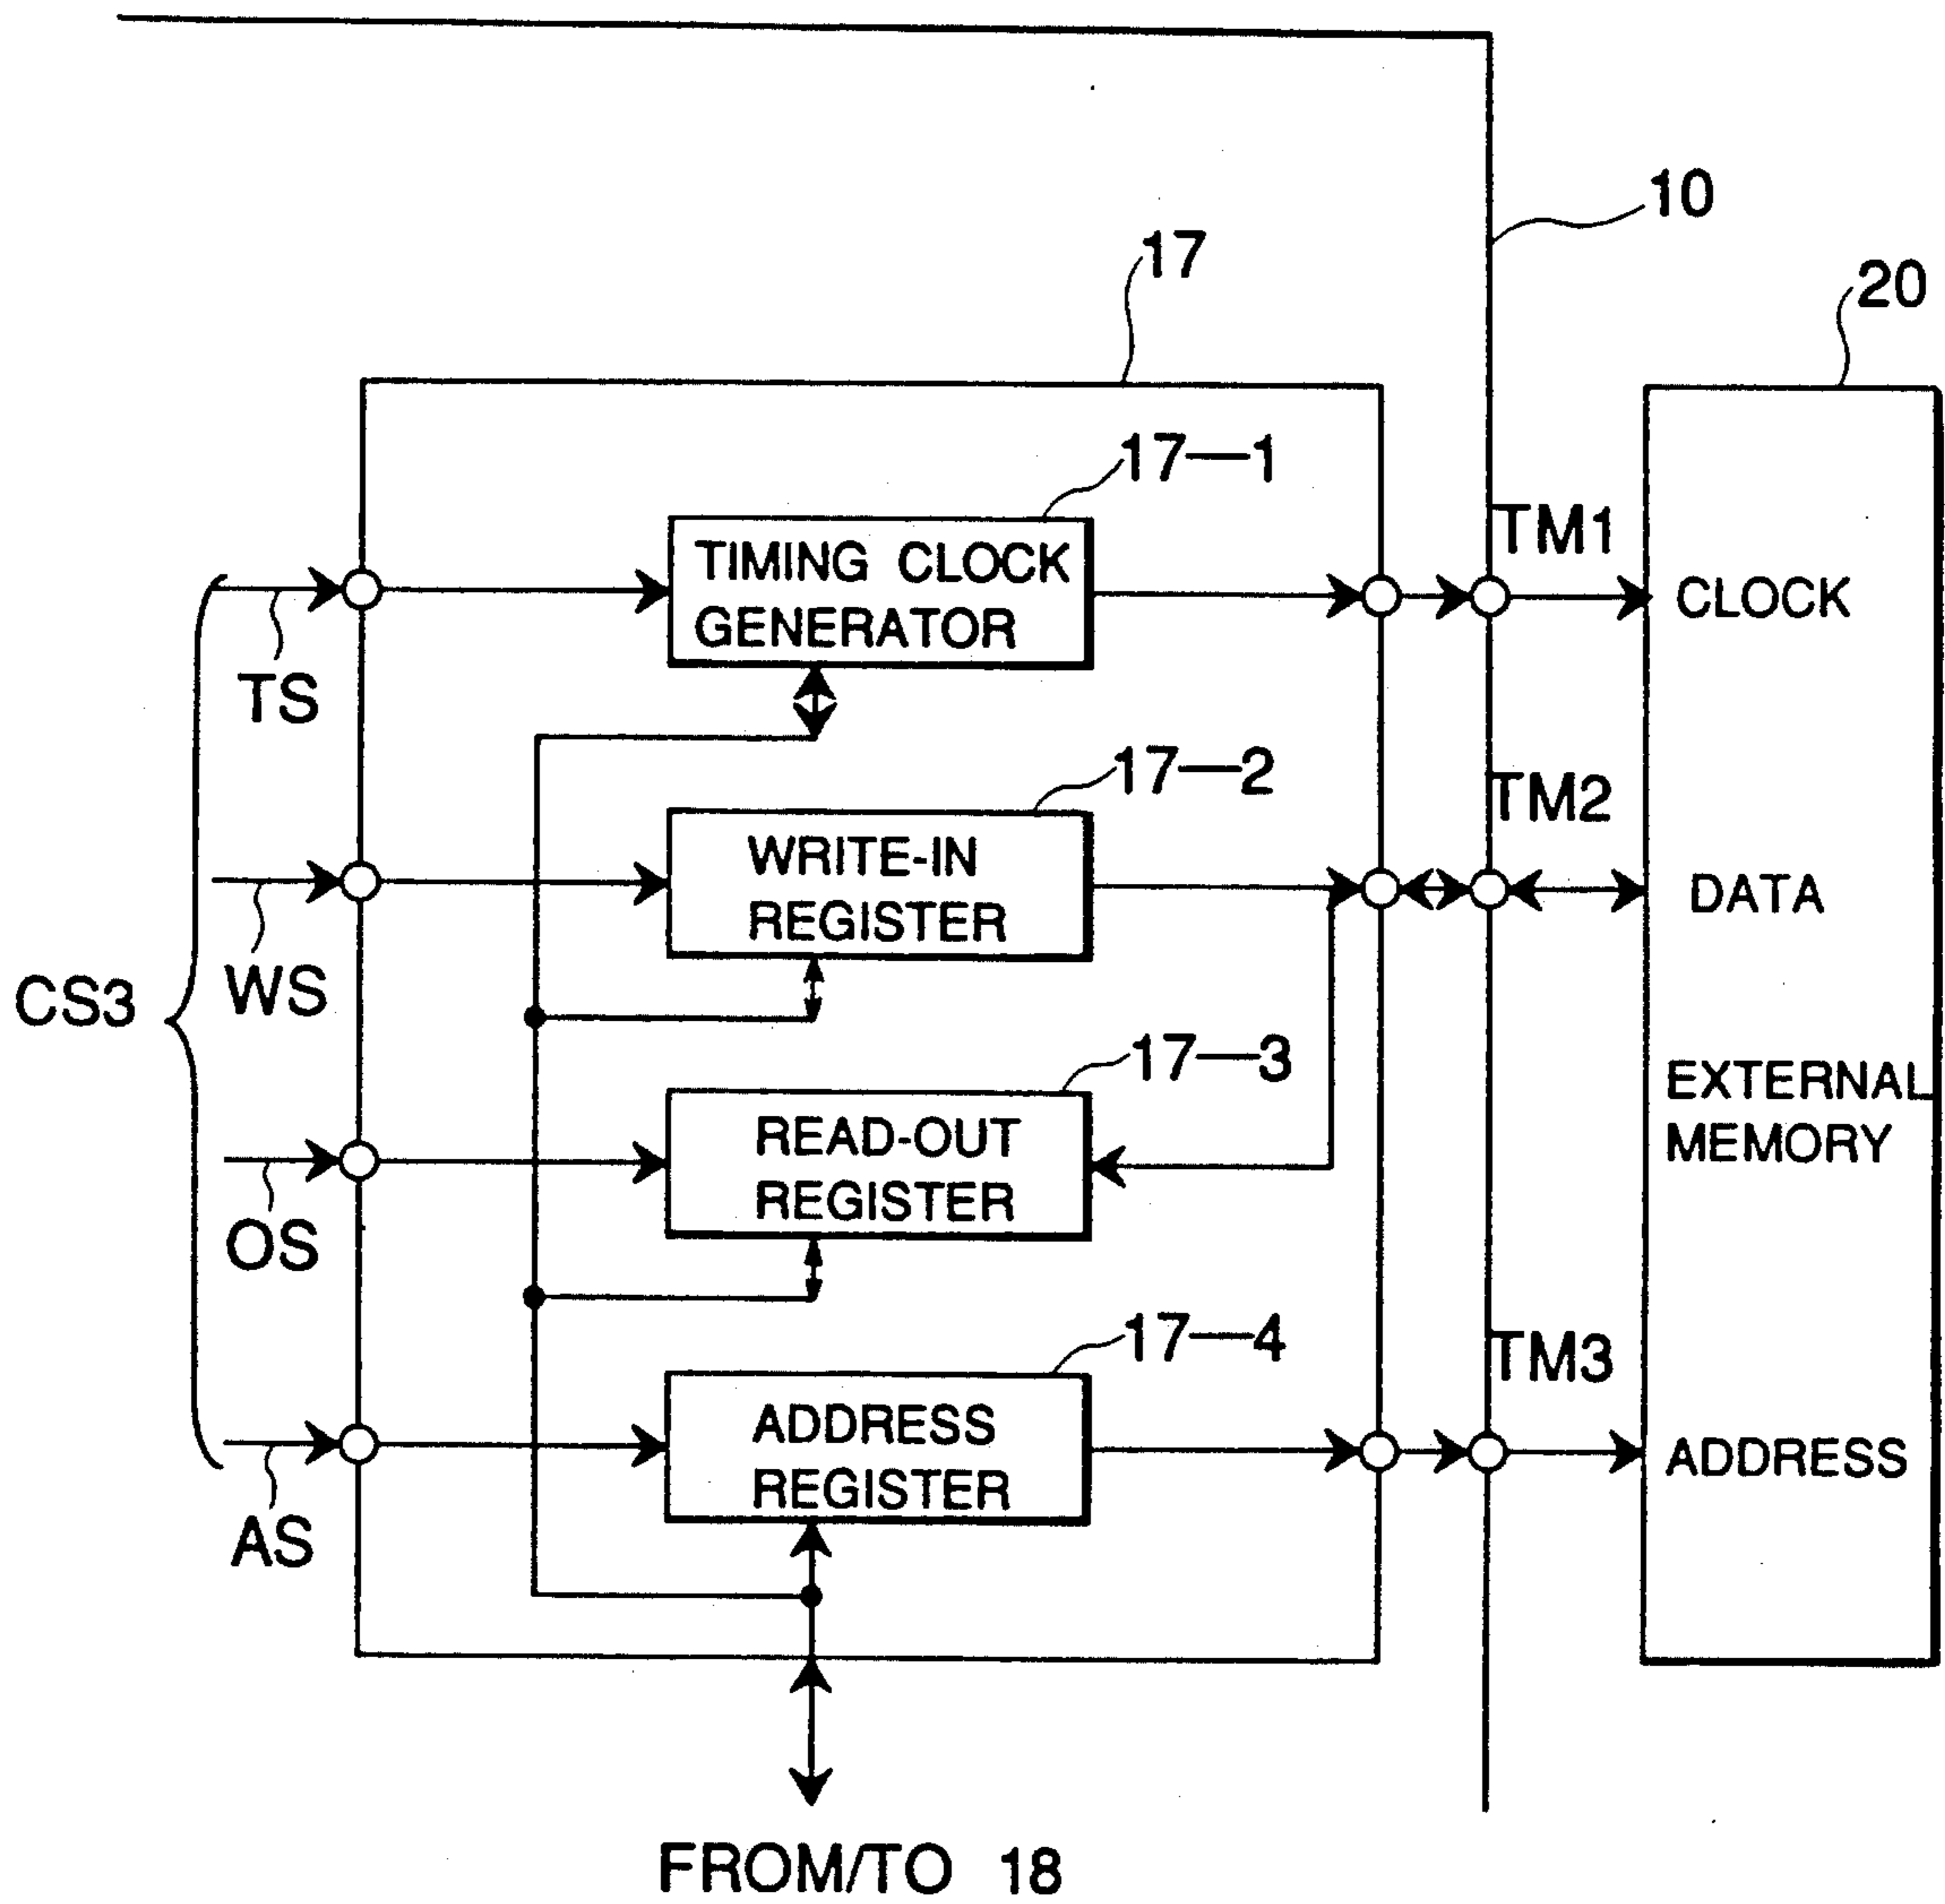 10
17
20
17—1
TIMING CLOCK
GENERATOR
TM1
CLOCK
TS
17—2
WRITE-IN
REGISTER
TM2
DATA
CS3
WS
17—3
READ-OUT
REGISTER
EXTERNAL
MEMORY
OS
17—4
ADDRESS
REGISTER
TM3
ADDRESS
AS
FROM/TO 18